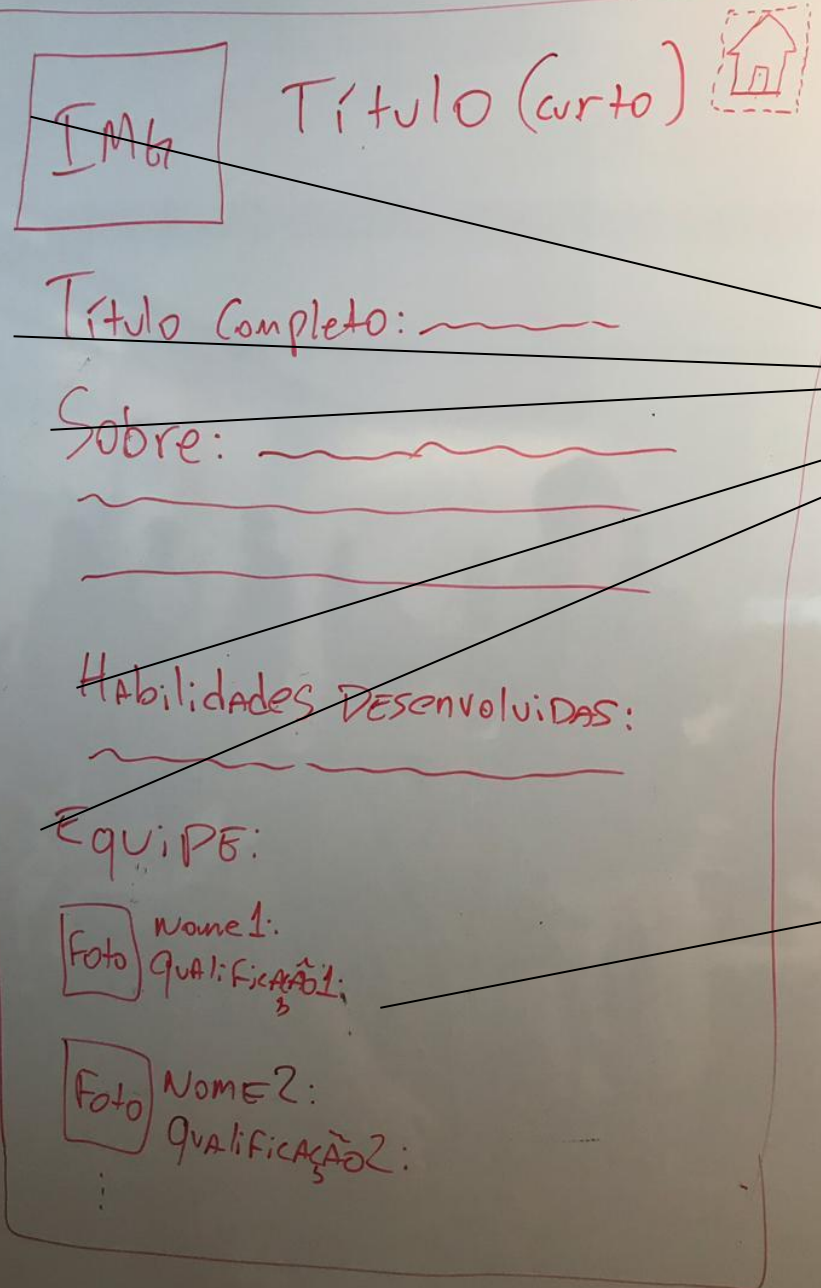 IMG
Título (curto)
Título Completo:
Sobre:
Habilidades Desenvolvidas:
Equipe:
Foto
Nome1:
Qualificação1:
Foto
Nome2:
Qualificação2: